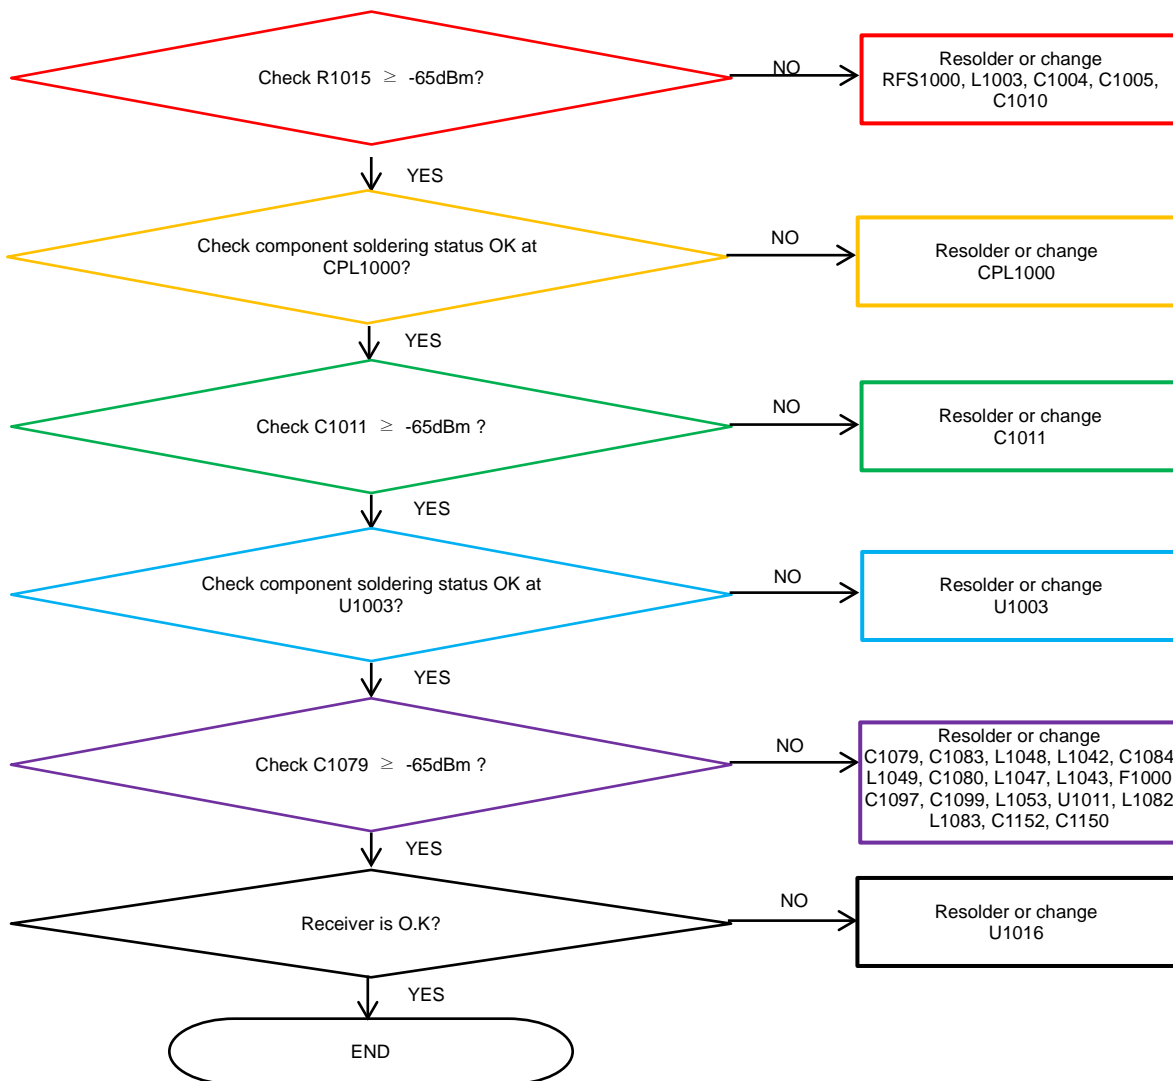 Check R1015 ≥ -65dBm?
NO
Resolder or change
RFS1000, L1003, C1004, C1005,
C1010
YES
Check component soldering status OK at
CPL1000?
NO
Resolder or change
CPL1000
YES
Check C1011 ≥ -65dBm ?
NO
Resolder or change
C1011
YES
Check component soldering status OK at
U1003?
NO
Resolder or change
U1003
YES
Check C1079 ≥ -65dBm ?
NO
Resolder or change
C1079, C1083, L1048, L1042, C1084
L1049, C1080, L1047, L1043, F1000
C1097, C1099, L1053, U1011, L1082
L1083, C1152, C1150
YES
Receiver is O.K?
NO
Resolder or change
U1016
YES
END